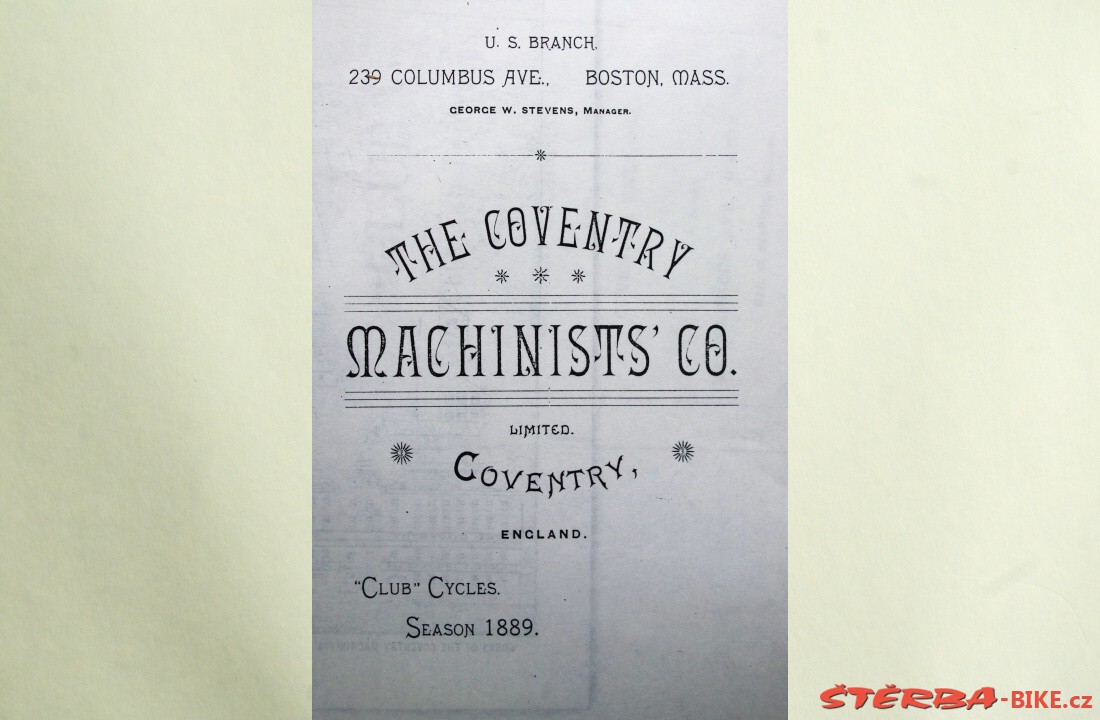 U. S. BRANCH,
239 COLUMBUS AVE., BOSTON, MASS.
GEORGE W. STEVENS, MANAGER.
THE COVENTRY
MACHINISTS' CO.
LIMITED.
COVENTRY,
ENGLAND.
"CLUB" CYCLES.
SEASON 1889.
ŠTĚRBA-BIKE.cz